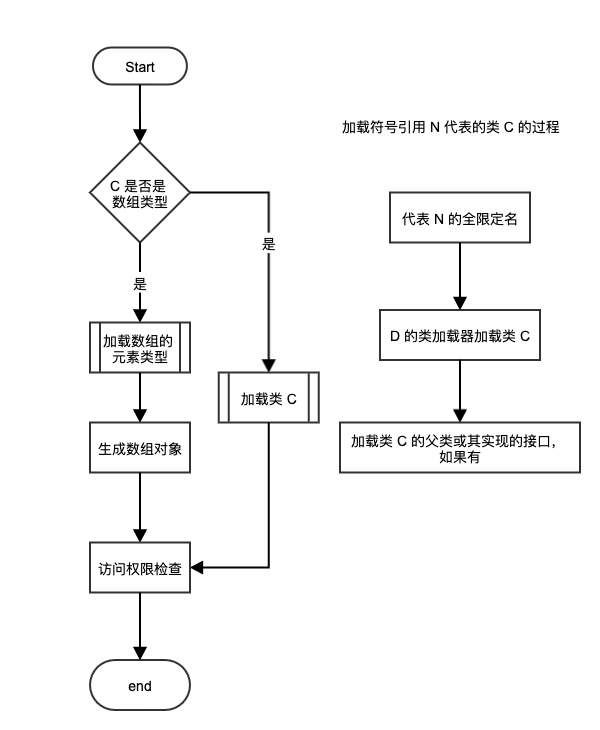 Start
加载符号引用 N 代表的类 C 的过程
C 是否是
数组类型
代表 N 的全限定名
是
是
加载数组的
元素类型
D 的类加载器加载类 C
加载类 C
生成数组对象
加载类 C 的父类或其实现的接口，
如果有
访问权限检查
end